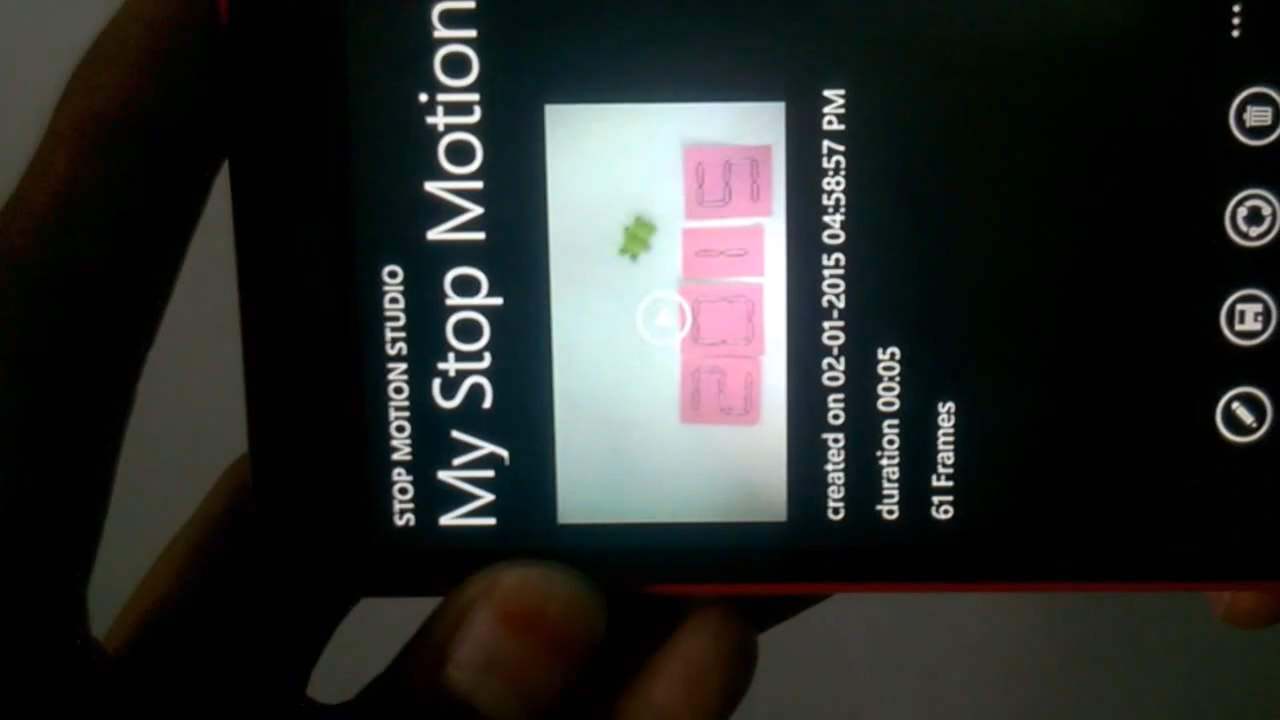 STOP MOTION STUDIO
My Stop Motion
2015
created on 02-01-2015 04:58:57 PM
duration 00:05
61 Frames